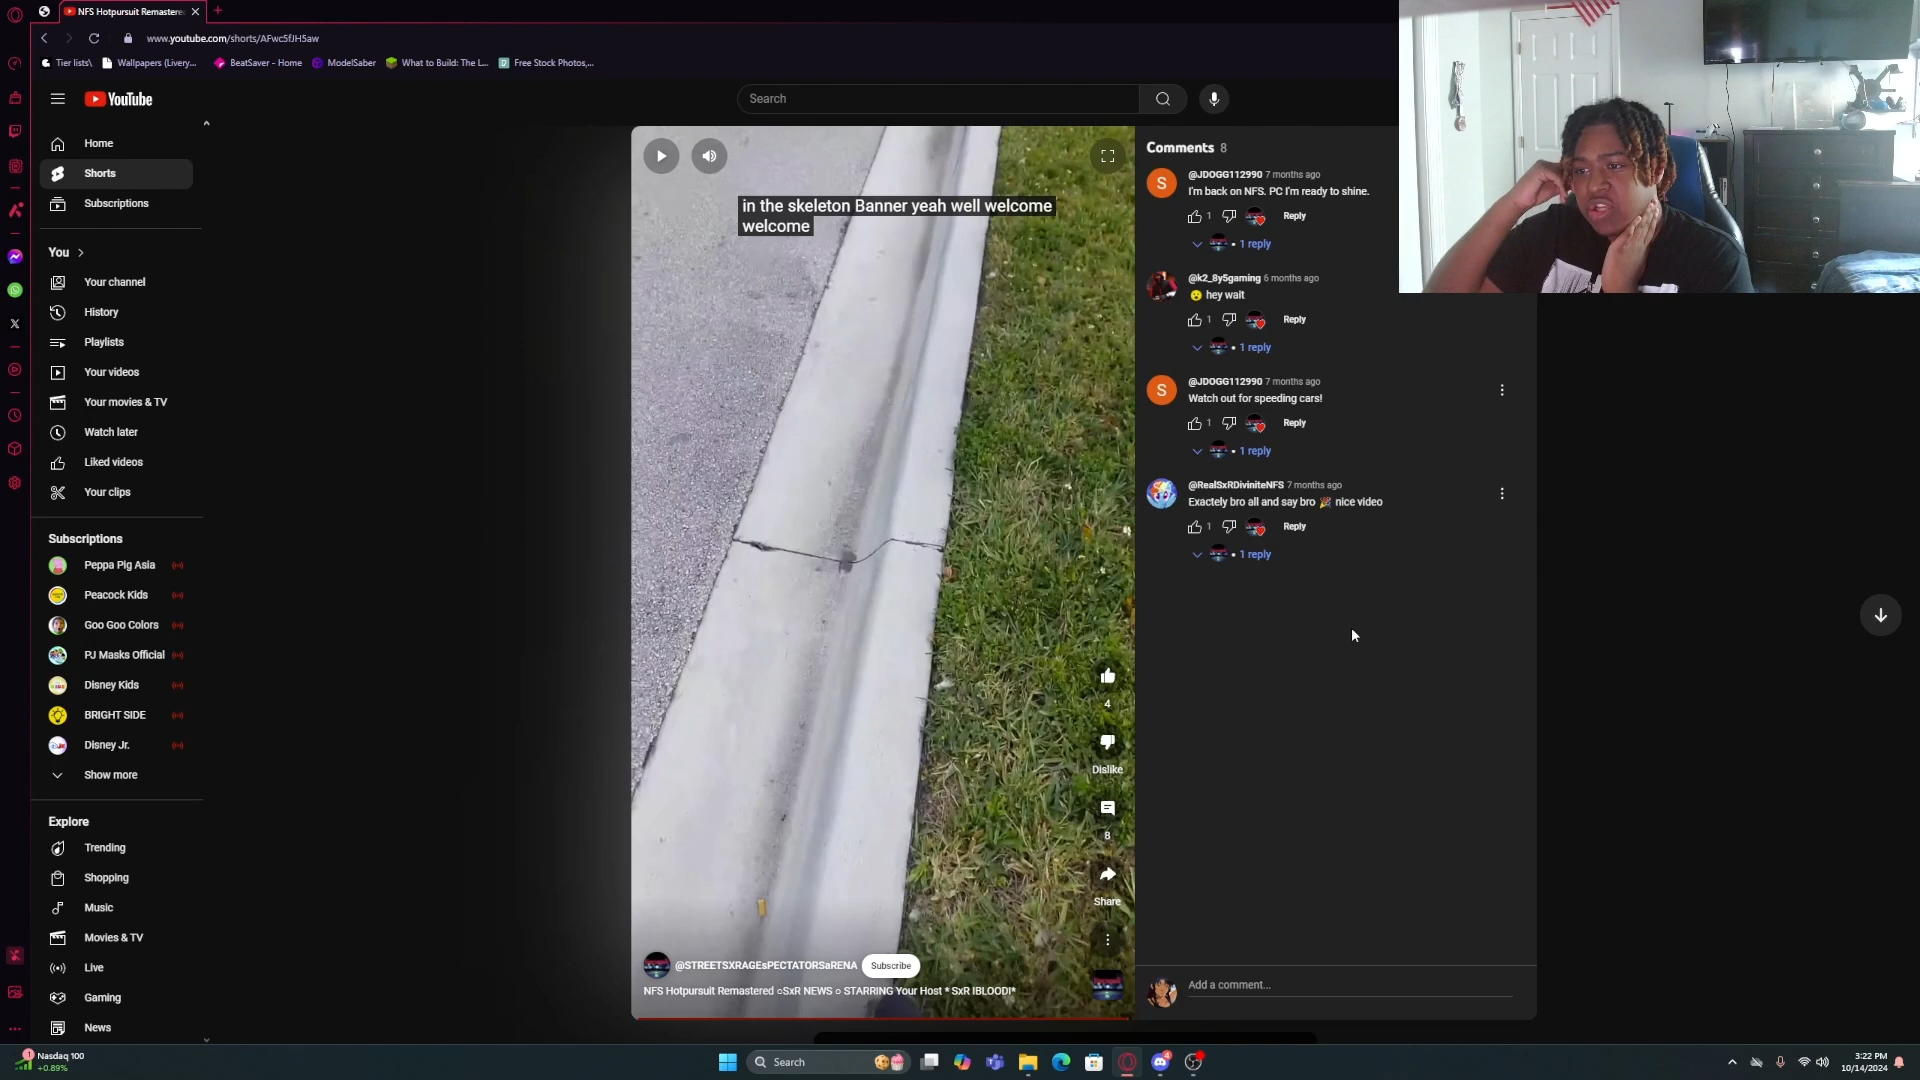 NFS Hotpursuit Remastere
www.youtube.com/shorts/AFwc5fJH5aw
Tier lists\
Wallpapers (Livery...
BeatSaver - Home
ModelSaber
What to Build: The L...
Free Stock Photos,...
YouTube
Search
Home
Shorts
Subscriptions
You
Your channel
History
Playlists
Your videos
Your movies & TV
Watch later
Liked videos
Your clips
Subscriptions
Peppa Pig Asia
Peacock Kids
Goo Goo Colors
PJ Masks Official
Disney Kids
BRIGHT SIDE
Disney Jr.
Show more
Explore
Trending
Shopping
Music
Movies & TV
Live
Gaming
News
in the skeleton Banner yeah well welcome
welcome
4
Dislike
8
Share
@STREETSXRAGEsPECTATORSaRENA
Subscribe
NFS Hotpursuit Remastered ○SxR NEWS ○ STARRING Your Host * SxR IBLOODI*
Comments 8
S
@JDOGG112990 7 months ago
I'm back on NFS. PC I'm ready to shine.
1
Reply
• 1 reply
@k2_8y5gaming 6 months ago
😮 hey wait
1
Reply
• 1 reply
S
@JDOGG112990 7 months ago
Watch out for speeding cars!
1
Reply
• 1 reply
@RealSxRDiviniteNFS 7 months ago
Exactely bro all and say bro 🎉 nice video
1
Reply
• 1 reply
Add a comment...
1
Nasdaq 100
+0.89%
Search
4
3:22 PM
10/14/2024